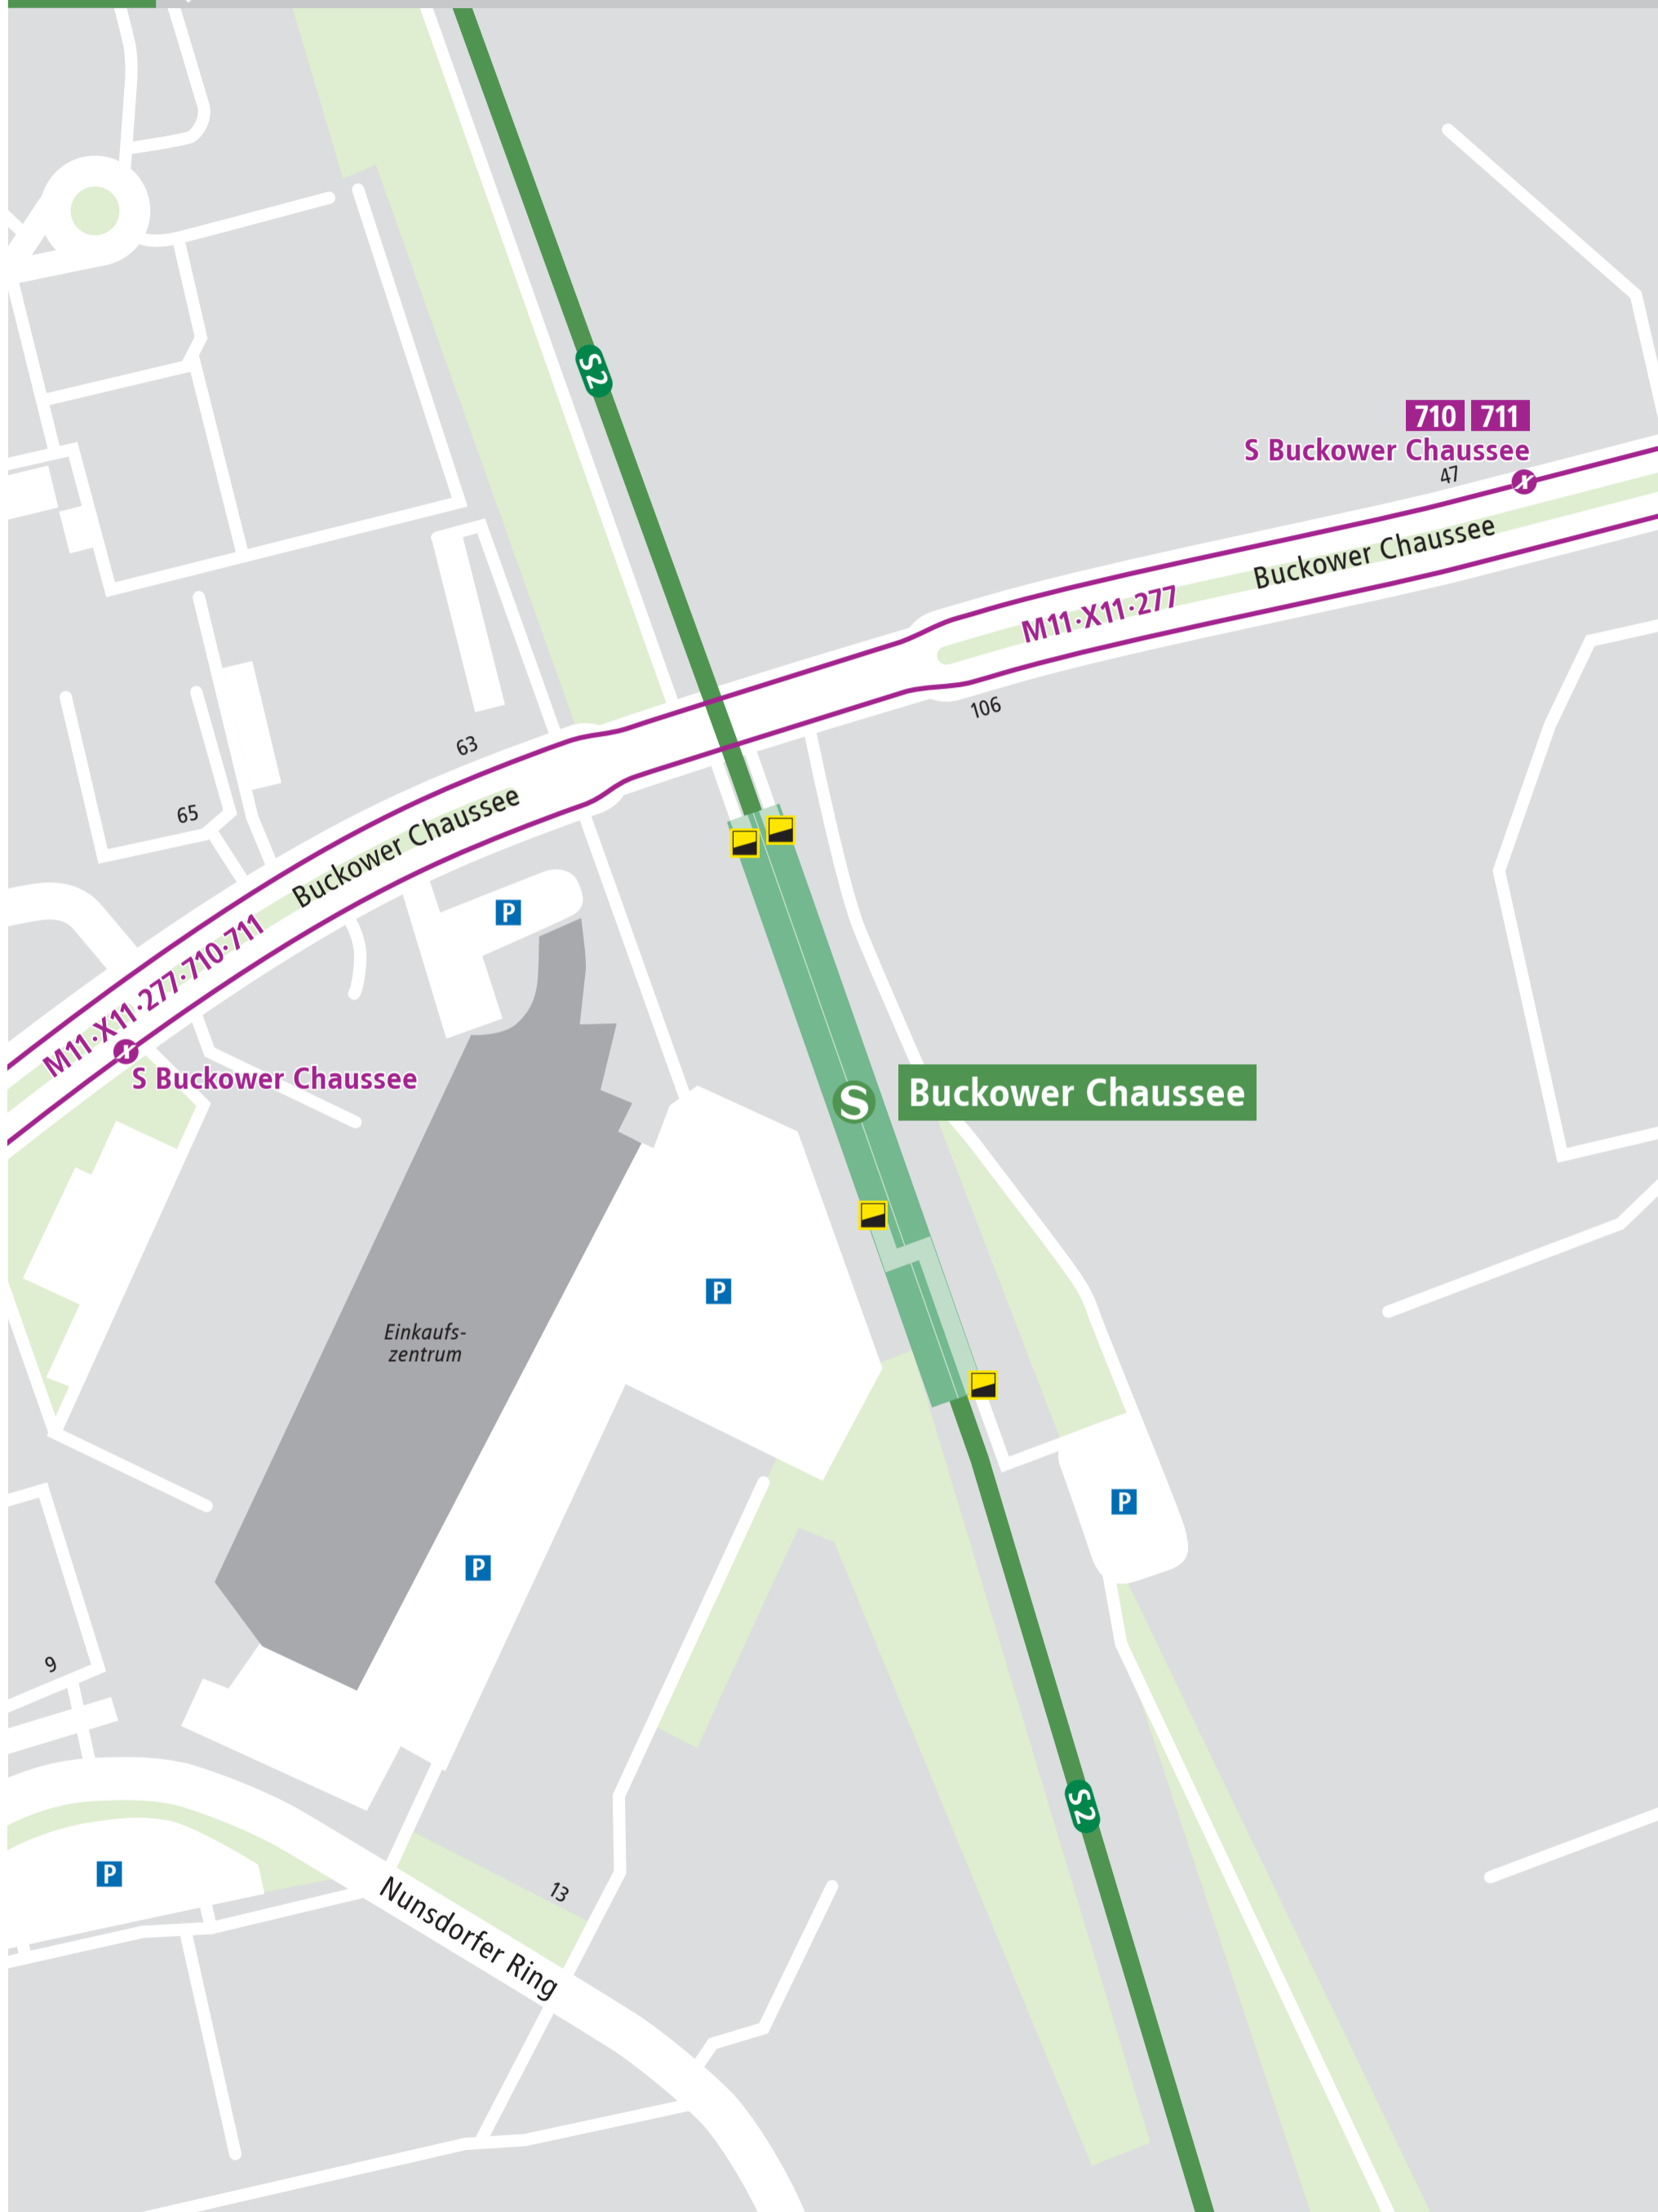 S2
710 711
S Buckower Chaussee
47
Buckower Chaussee
M11·X11·277
106
63
65
Buckower Chaussee
P
M11·X11·277·710·711
S Buckower Chaussee
S
Buckower Chaussee
P
Einkaufs-
zentrum
P
P
9
S2
P
13
Nunsdorfer Ring